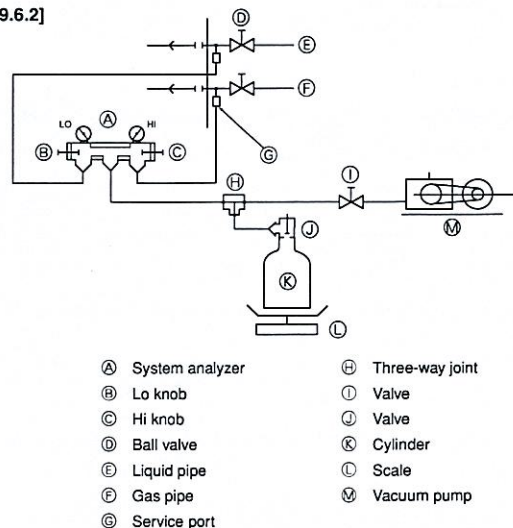 9.6.2]
Ⓓ
Ⓔ
Ⓕ
LO Ⓐ HI
Ⓑ Ⓒ
Ⓖ
Ⓗ Ⓘ
Ⓙ
Ⓜ
Ⓚ
Ⓛ
Ⓐ System analyzer
Ⓑ Lo knob
Ⓒ Hi knob
Ⓓ Ball valve
Ⓔ Liquid pipe
Ⓕ Gas pipe
Ⓖ Service port
Ⓗ Three-way joint
Ⓘ Valve
Ⓙ Valve
Ⓚ Cylinder
Ⓛ Scale
Ⓜ Vacuum pump